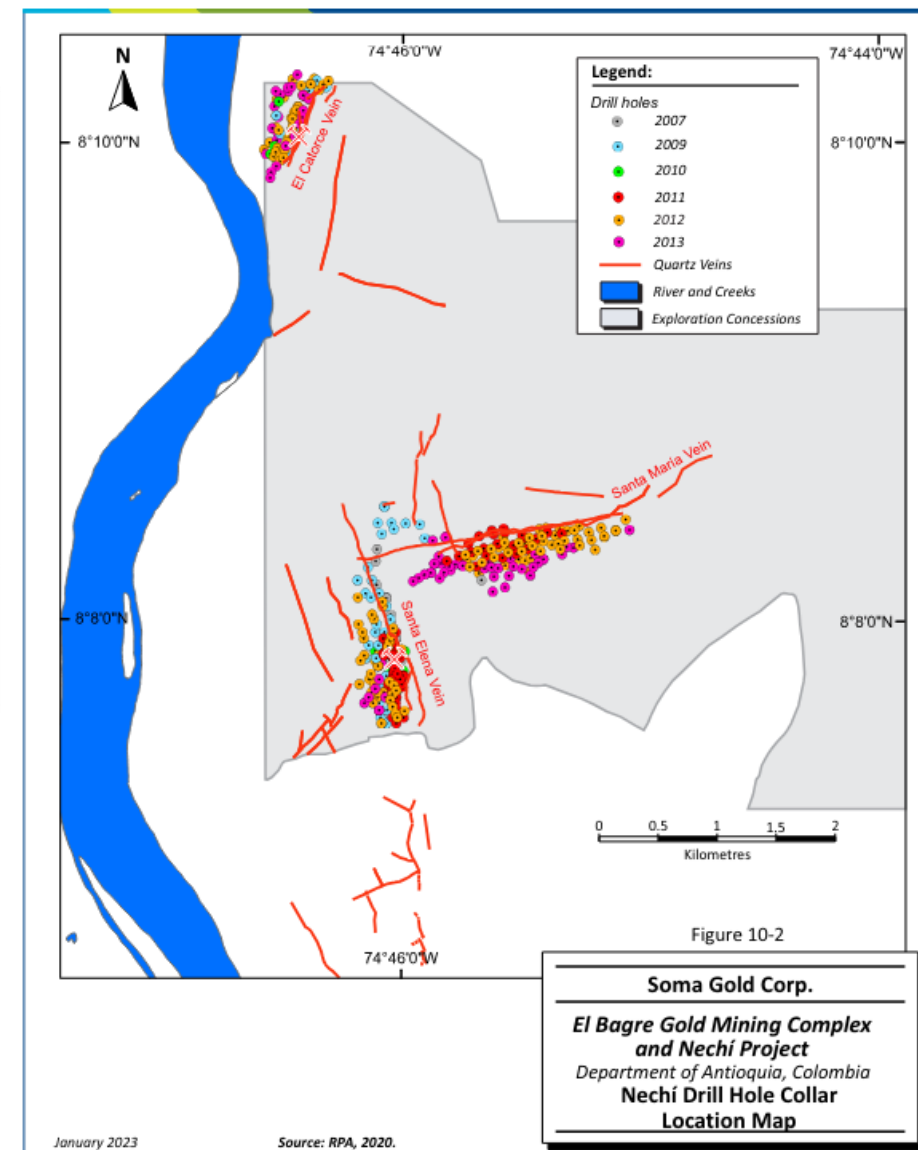 74°46'0"W
74°44'0"W
N
8°10'0"N
8°10'0"N
Legend:
Drill holes
2007
2009
2010
2011
2012
2013
Quartz Veins
River and Creeks
Exploration Concessions
El Catorce Vein
Santa Maria Vein
Santa Elena Vein
8°8'0"N
8°8'0"N
0 0.5 1 1.5 2
Kilometres
74°46'0"W
Figure 10-2
Soma Gold Corp.
El Bagre Gold Mining Complex
and Nechí Project
Department of Antioquia, Colombia
Nechí Drill Hole Collar
Location Map
January 2023
Source: RPA, 2020.